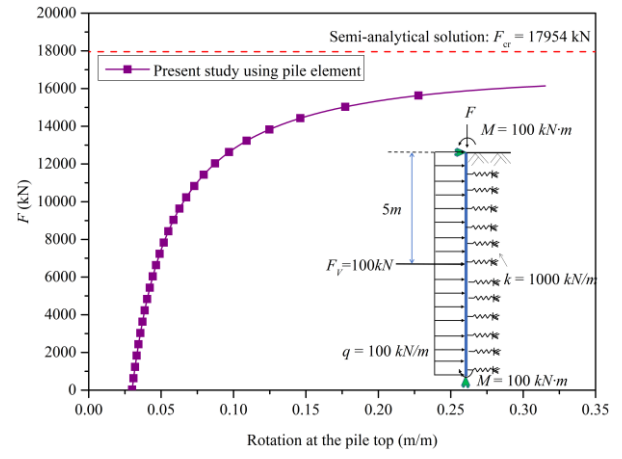 Semi-analytical solution: F_cr = 17954 kN
Present study using pile element
F
M = 100 kN·m
5m
F_V=100kN
k = 1000 kN/m
q = 100 kN/m
M = 100 kN·m
F (kN)
20000
18000
16000
14000
12000
10000
8000
6000
4000
2000
0
0.00 0.05 0.10 0.15 0.20 0.25 0.30 0.35
Rotation at the pile top (m/m)